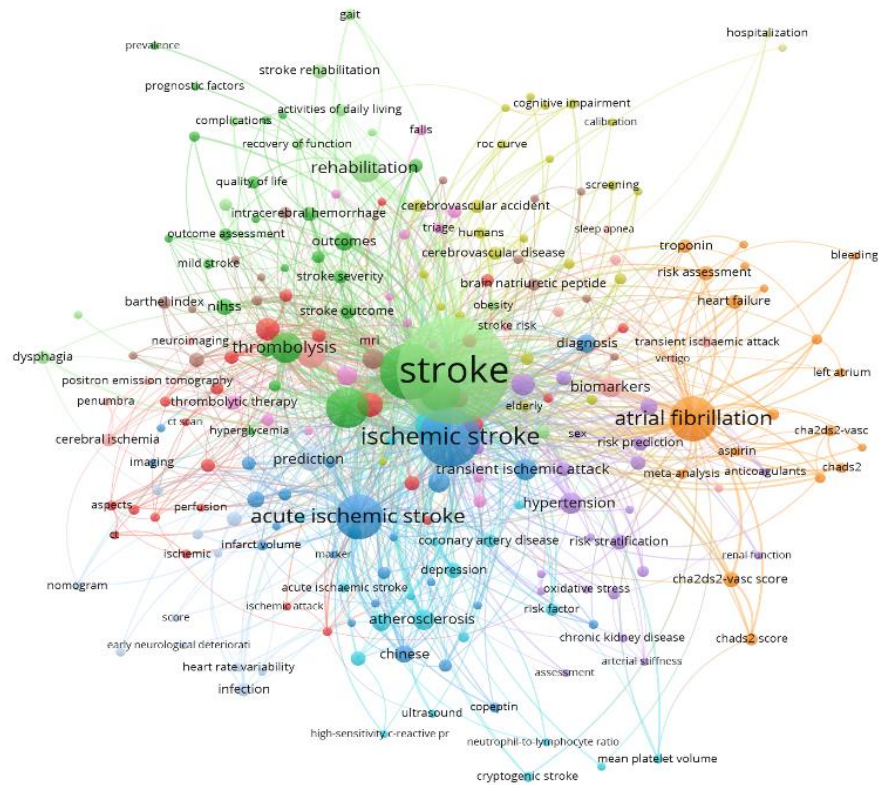 gait
hospitalization
prevalence
stroke rehabilitation
prognostic factors
cognitive impairment
activities of daily living
complications
falls
calibration
recovery of function
roc curve
rehabilitation
quality of life
screening
cerebrovascular accident
intracerebral hemorrhage
triage
humans
sleep apnea
outcome assessment
outcomes
troponin
cerebrovascular disease
bleeding
mild stroke
stroke severity
risk assessment
brain natriuretic peptide
barthel index
nihss
stroke outcome
obesity
heart failure
stroke risk
neuroimaging
thrombolysis
mri
diagnosis
transient ischaemic attack
dysphagia
vertigo
stroke
positron emission tomography
left atrium
biomarkers
penumbra
thrombolytic therapy
elderly
atrial fibrillation
ct scan
hyperglycemia
cha2ds2-vasc
cerebral ischemia
ischemic stroke
sex
risk prediction
aspirin
imaging
prediction
transient ischemic attack
meta-analysis
anticoagulants
chads2
aspects
perfusion
acute ischemic stroke
hypertension
ct
infarct volume
marker
coronary artery disease
risk stratification
ischemic
renal function
depression
nomogram
acute ischaemic stroke
oxidative stress
cha2ds2-vasc score
ischemic attack
risk factor
score
atherosclerosis
chronic kidney disease
chads2 score
early neurological deteriorati
chinese
heart rate variability
arterial stiffness
assessment
infection
copeptin
ultrasound
high-sensitivity c-reactive pr
neutrophil-to-lymphocyte ratio
mean platelet volume
cryptogenic stroke